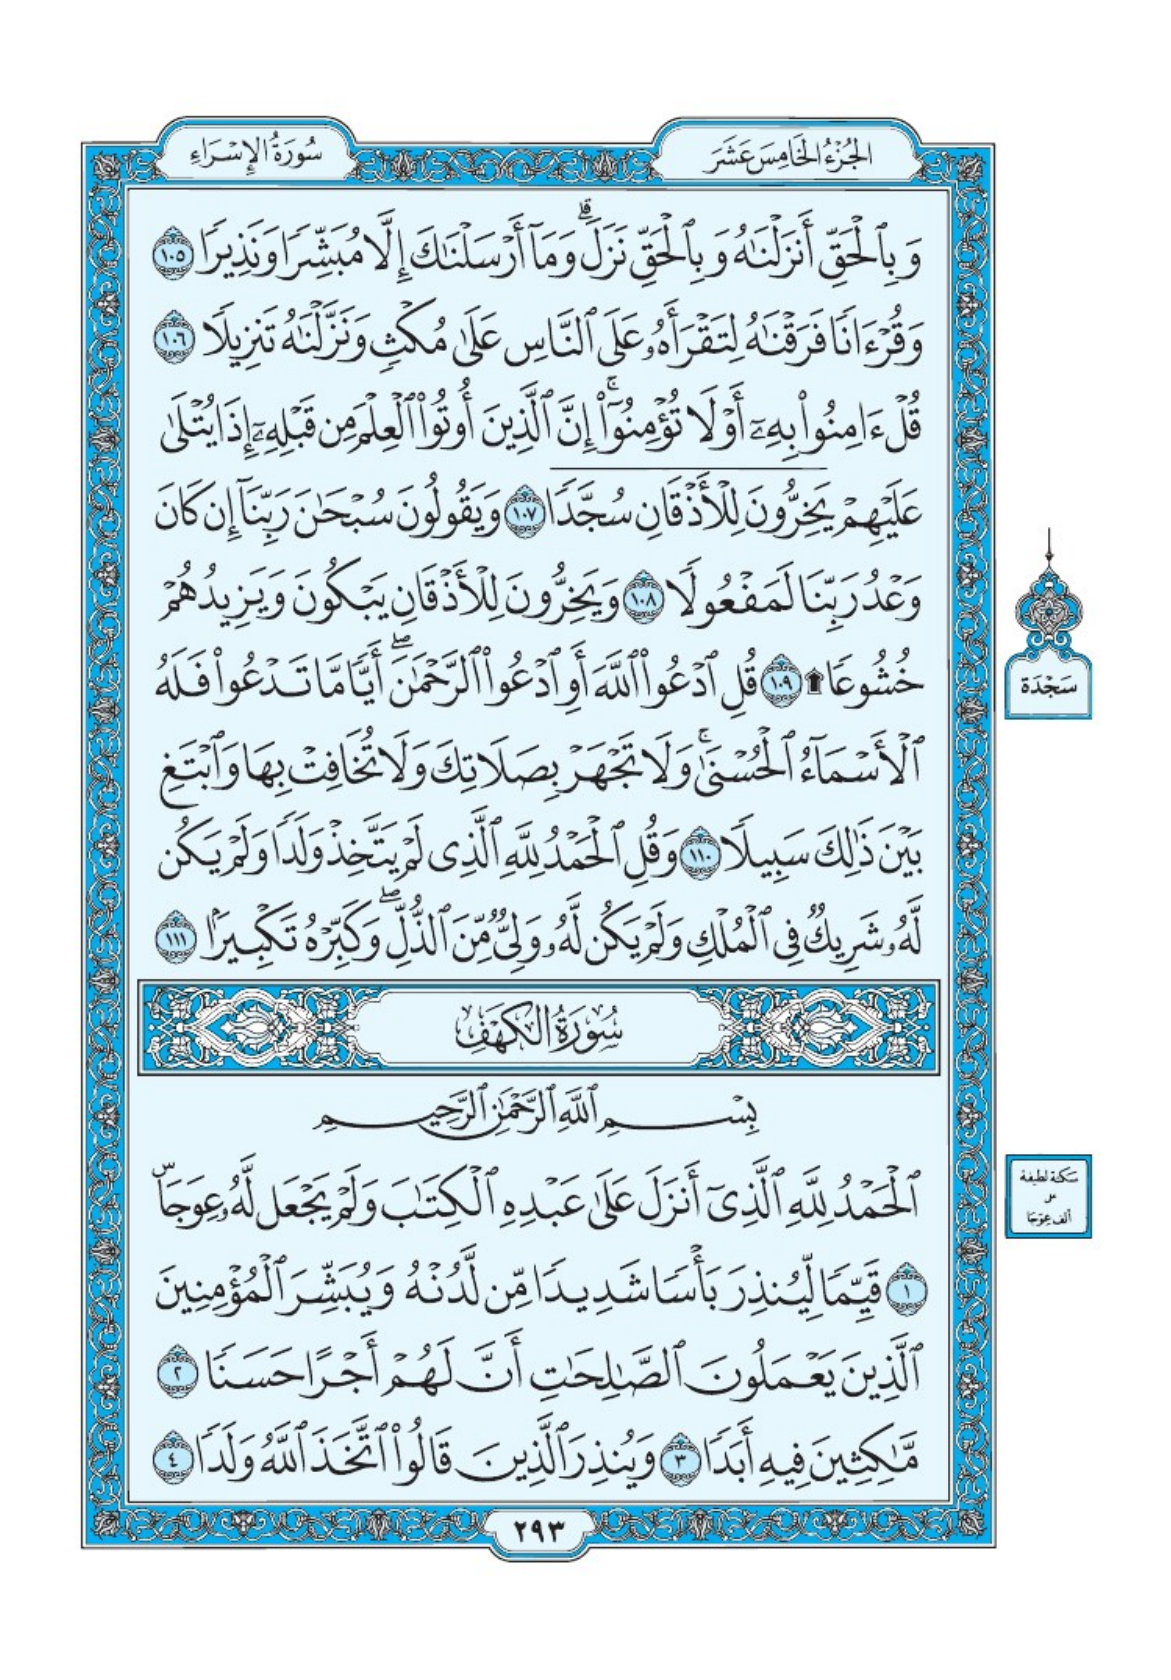 الجُزْءُ الخَامِسَ عَشَرَ
سُورَةُ الإِسْرَاءِ
وَبِٱلْحَقِّ أَنزَلْنَٰهُ وَبِٱلْحَقِّ نَزَلَۗ وَمَآ أَرْسَلْنَٰكَ إِلَّا مُبَشِّرًا وَنَذِيرًا ١٠٥
وَقُرْءَانًا فَرَقْنَٰهُ لِتَقْرَأَهُۥ عَلَى ٱلنَّاسِ عَلَىٰ مُكْثٍ وَنَزَّلْنَٰهُ تَنزِيلًا ١٠٦
قُلْ ءَامِنُوا۟ بِهِۦٓ أَوْ لَا تُؤْمِنُوٓا۟ۚ إِنَّ ٱلَّذِينَ أُوتُوا۟ ٱلْعِلْمَ مِن قَبْلِهِۦٓ إِذَا يُتْلَىٰ
عَلَيْهِمْ يَخِرُّونَ لِلْأَذْقَانِ سُجَّدًا ١٠٧ وَيَقُولُونَ سُبْحَٰنَ رَبِّنَآ إِن كَانَ
وَعْدُ رَبِّنَا لَمَفْعُولًا ١٠٨ وَيَخِرُّونَ لِلْأَذْقَانِ يَبْكُونَ وَيَزِيدُهُمْ
خُشُوعًا ۩ ١٠٩ قُلِ ٱدْعُوا۟ ٱللَّهَ أَوِ ٱدْعُوا۟ ٱلرَّحْمَٰنَۖ أَيًّا مَّا تَدْعُوا۟ فَلَهُ
ٱلْأَسْمَآءُ ٱلْحُسْنَىٰۚ وَلَا تَجْهَرْ بِصَلَاتِكَ وَلَا تُخَافِتْ بِهَا وَٱبْتَغِ
بَيْنَ ذَٰلِكَ سَبِيلًا ١١٠ وَقُلِ ٱلْحَمْدُ لِلَّهِ ٱلَّذِى لَمْ يَتَّخِذْ وَلَدًا وَلَمْ يَكُن
لَّهُۥ شَرِيكٌ فِى ٱلْمُلْكِ وَلَمْ يَكُن لَّهُۥ وَلِىٌّ مِّنَ ٱلذُّلِّۖ وَكَبِّرْهُ تَكْبِيرًۢا ١١١
سَجْدَة
سُورَةُ الكَهْفِ
بِسْمِ ٱللَّهِ ٱلرَّحْمَٰنِ ٱلرَّحِيمِ
ٱلْحَمْدُ لِلَّهِ ٱلَّذِىٓ أَنزَلَ عَلَىٰ عَبْدِهِ ٱلْكِتَٰبَ وَلَمْ يَجْعَل لَّهُۥ عِوَجَاۜ
١ قَيِّمًا لِّيُنذِرَ بَأْسًا شَدِيدًا مِّن لَّدُنْهُ وَيُبَشِّرَ ٱلْمُؤْمِنِينَ
ٱلَّذِينَ يَعْمَلُونَ ٱلصَّٰلِحَٰتِ أَنَّ لَهُمْ أَجْرًا حَسَنًا ٢
مَّٰكِثِينَ فِيهِ أَبَدًا ٣ وَيُنذِرَ ٱلَّذِينَ قَالُوا۟ ٱتَّخَذَ ٱللَّهُ وَلَدًا ٤
سكتة لطيفة
على
ألف عِوَجَا
٢٩٣